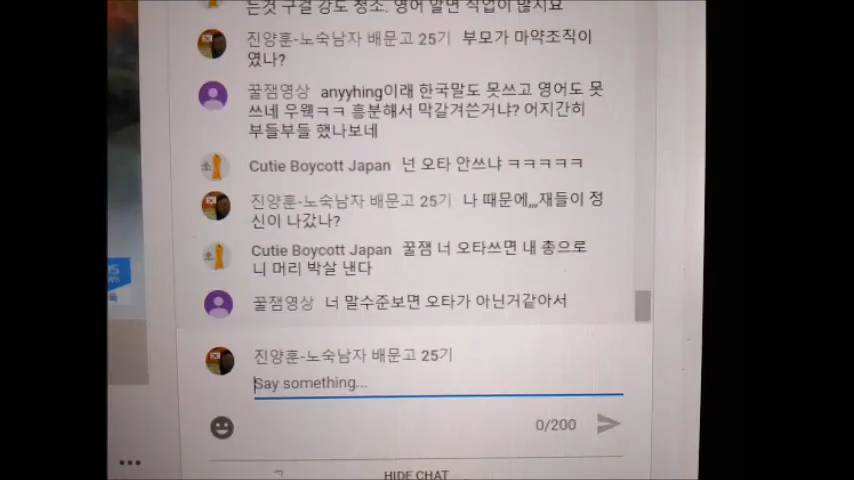 는것 구걸 강도 청소. 영어 알면 직업이 많지요
진양훈-노숙남자 배문고 25기 부모가 마약조직이
였나?
꿀잼영상 anyyhing이래 한국말도 못쓰고 영어도 못
쓰네 우웩ㅋㅋ 흥분해서 막갈겨쓴거냐? 어지간히
부들부들 했나보네
Cutie Boycott Japan 넌 오타 안쓰냐 ㅋㅋㅋㅋㅋ
진양훈-노숙남자 배문고 25기 나 때문에,,,재들이 정
신이 나갔나?
Cutie Boycott Japan 꿀잼 너 오타쓰면 내 총으로
니 머리 박살 낸다
꿀잼영상 너 말수준보면 오타가 아닌거같아서
진양훈-노숙남자 배문고 25기
Say something...
0/200
HIDE CHAT